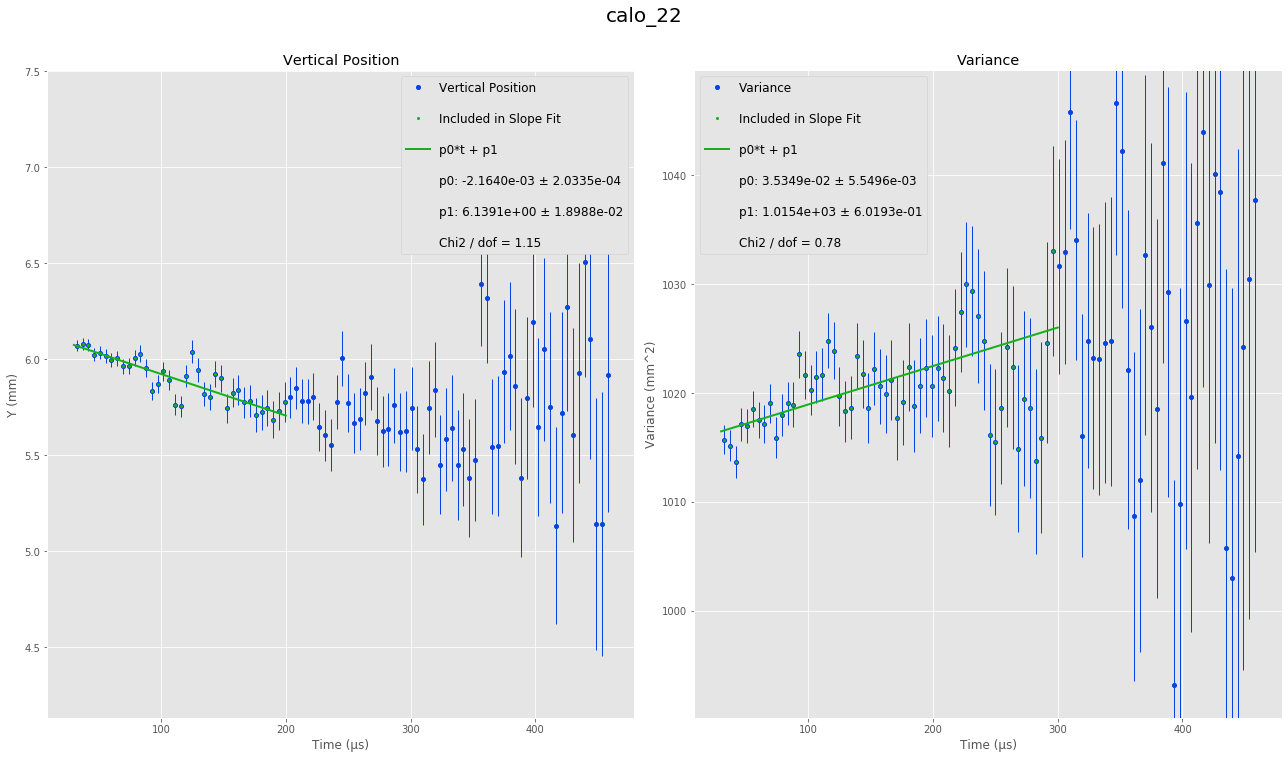 calo_22
Vertical Position
Vertical Position
Included in Slope Fit
p0*t + p1
p0: -2.1640e-03 ± 2.0335e-04
p1: 6.1391e+00 ± 1.8988e-02
Chi2 / dof = 1.15
7.5
7.0
6.5
6.0
5.5
5.0
4.5
Y (mm)
100
200
300
400
Time (μs)
Variance
Variance
Included in Slope Fit
p0*t + p1
p0: 3.5349e-02 ± 5.5496e-03
p1: 1.0154e+03 ± 6.0193e-01
Chi2 / dof = 0.78
1040
1030
1020
1010
1000
Variance (mm^2)
100
200
300
400
Time (μs)